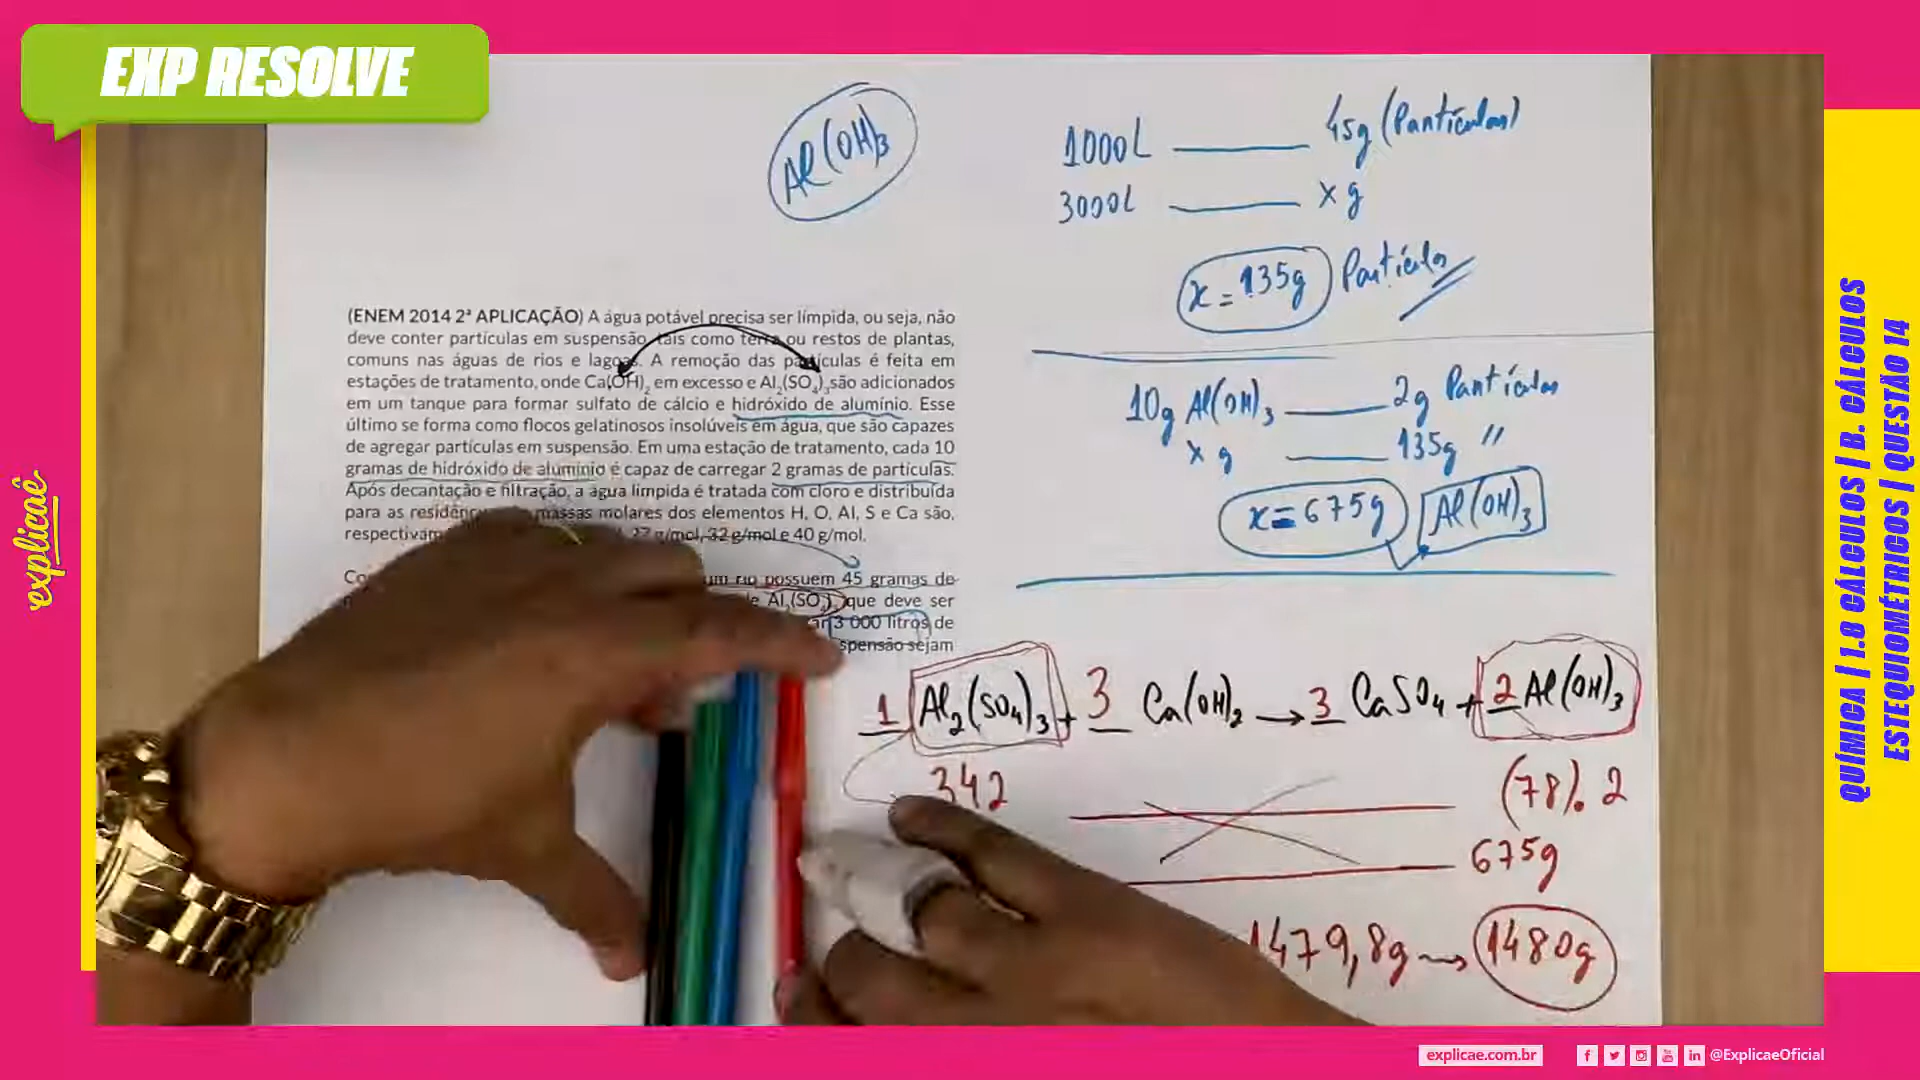 EXP RESOLVE
Al(OH)3
1000L 45g (Partículas)
3000L x g
x = 135g Partículas
(ENEM 2014 2ª APLICAÇÃO) A água potável precisa ser límpida, ou seja, não
deve conter partículas em suspensão, tais como terra ou restos de plantas,
comuns nas águas de rios e lagoas. A remoção das partículas é feita em
estações de tratamento, onde Ca(OH)2 em excesso e Al2(SO4)3 são adicionados
em um tanque para formar sulfato de cálcio e hidróxido de alumínio. Esse
último se forma como flocos gelatinosos insolúveis em água, que são capazes
de agregar partículas em suspensão. Em uma estação de tratamento, cada 10
gramas de hidróxido de alumínio é capaz de carregar 2 gramas de partículas.
Após decantação e filtração, a água límpida é tratada com cloro e distribuída
para as massas molares dos elementos H, O, Al, S e Ca são,
27 g/mol, 32 g/mol e 40 g/mol.
um rio possuem 45 gramas de
Al2(SO4)3 que deve ser
3 000 litros de
sejam
10g Al(OH)3 2g Partículas
x g 135g "
x = 675g Al(OH)3
1 Al2(SO4)3 + 3 Ca(OH)2 → 3 CaSO4 + 2 Al(OH)3
342 (78). 2
675g
1479,8g → 1480g
explicaê
QUÍMICA | 1.8 CÁLCULOS | B. CÁLCULOS
ESTEQUIOMÉTRICOS | QUESTÃO 14
explicae.com.br @ExplicaeOficial